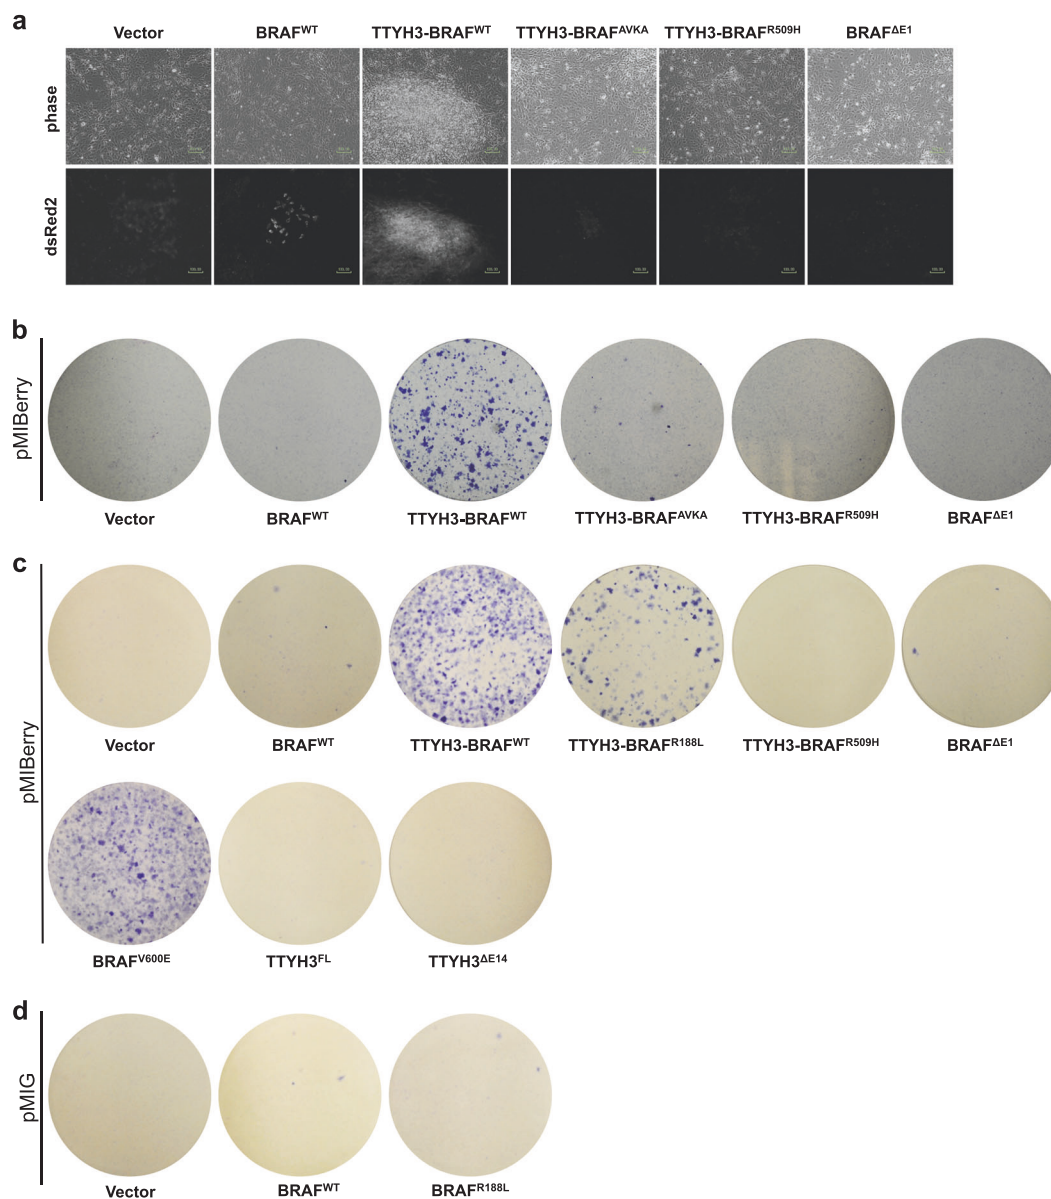 a
Vector BRAFWT TTYH3-BRAFWT TTYH3-BRAFAVKA TTYH3-BRAFR509H BRAFΔE1
phase
dsRed2
b
pMIBerry
Vector BRAFWT TTYH3-BRAFWT TTYH3-BRAFAVKA TTYH3-BRAFR509H BRAFΔE1
c
pMIBerry
Vector BRAFWT TTYH3-BRAFWT TTYH3-BRAFR188L TTYH3-BRAFR509H BRAFΔE1
BRAFV600E TTYH3FL TTYH3ΔE14
d
pMIG
Vector BRAFWT BRAFR188L